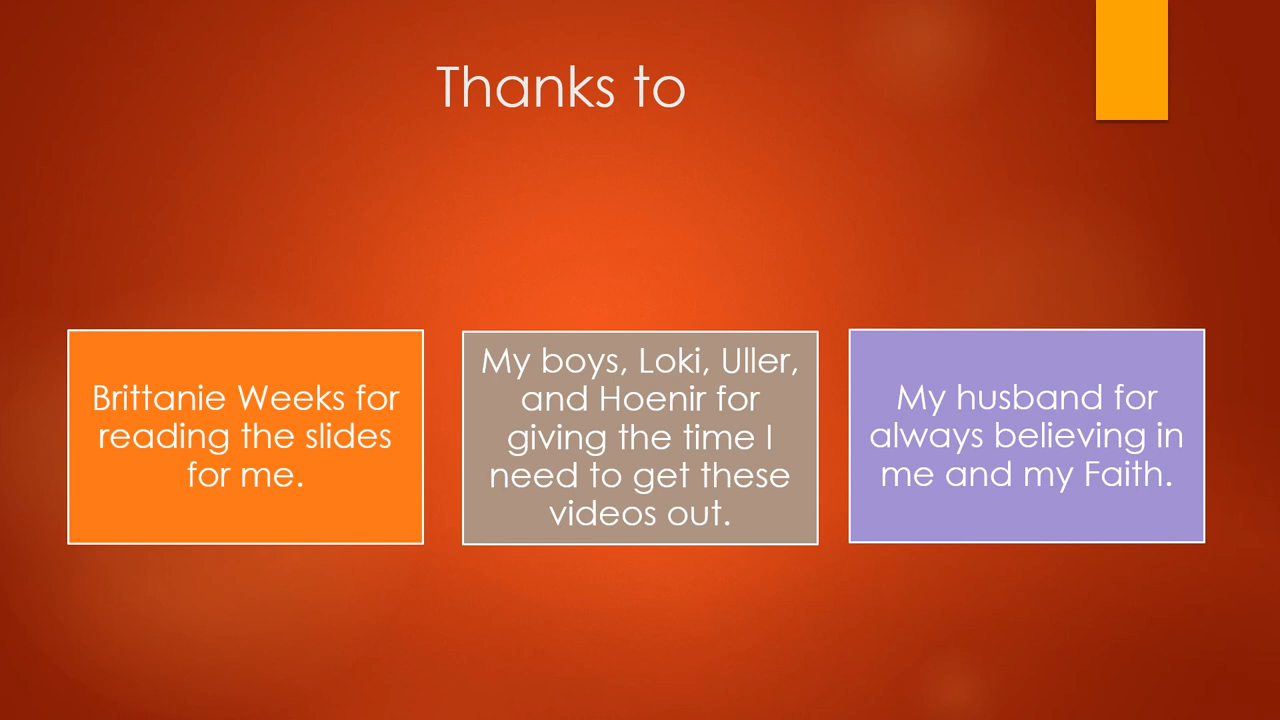 Thanks to
Brittanie Weeks for
reading the slides
for me.
My boys, Loki, Uller,
and Hoenir for
giving the time I
need to get these
videos out.
My husband for
always believing in
me and my Faith.